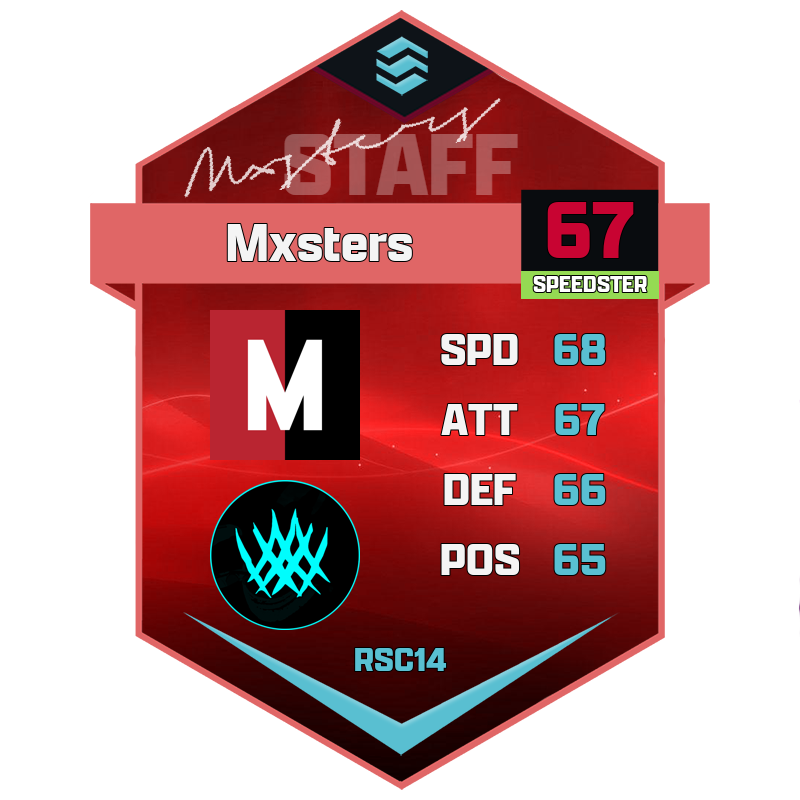 Mxsters
STAFF
Mxsters
67
SPEEDSTER
M
SPD 68
ATT 67
DEF 66
POS 65
RSC14